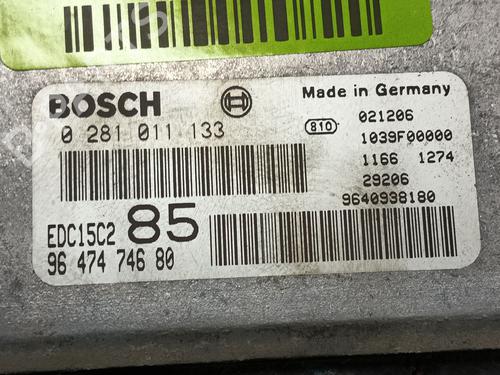 BOSCH
Made in Germany
0 281 011 133
810
021206
1039F00000
1166 1274
29206
9640938180
EDC15C2 85
96 474 746 80